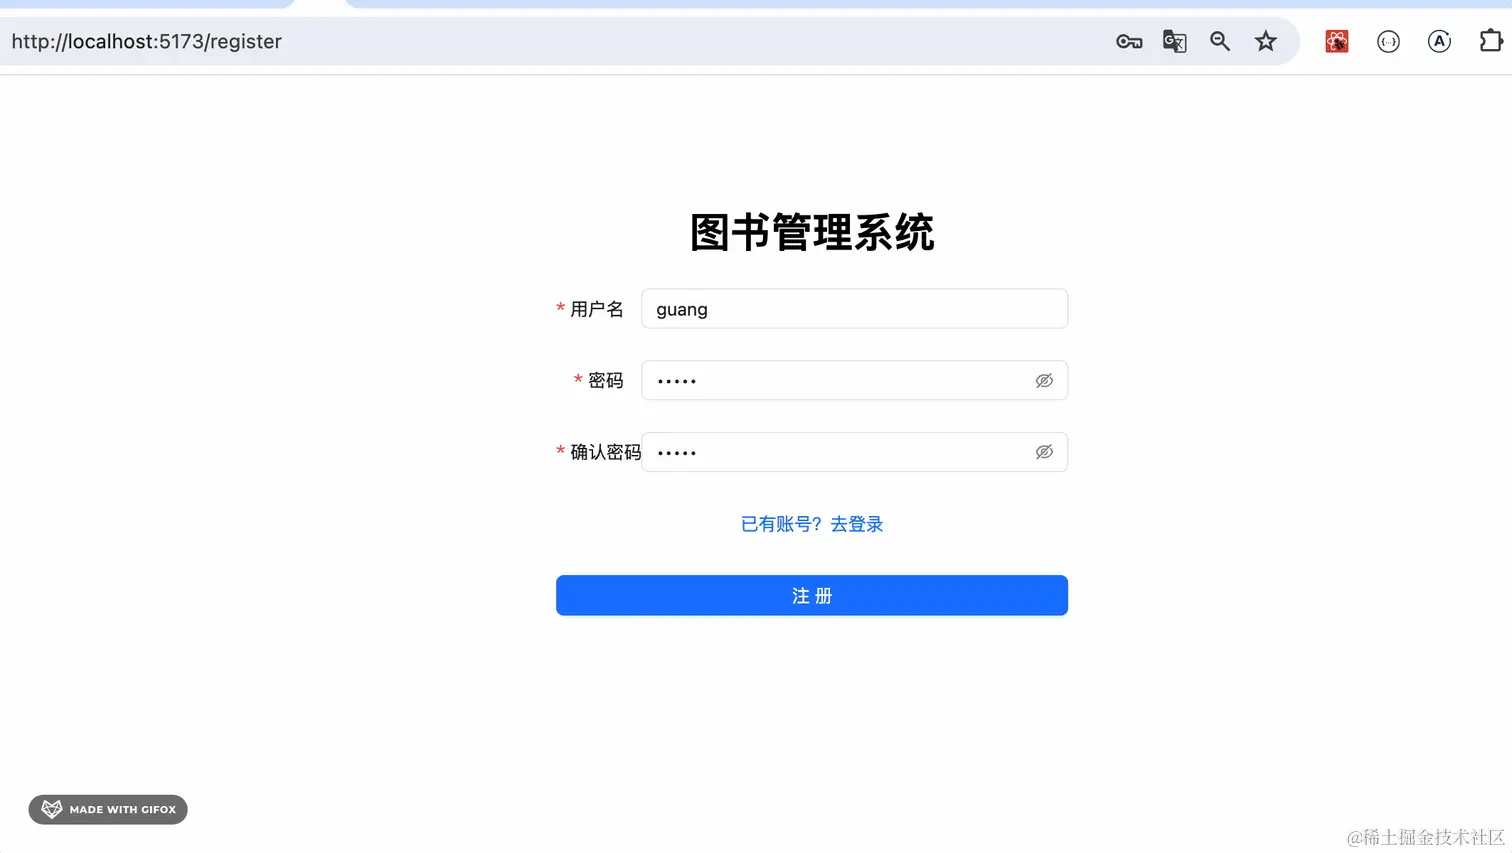 http://localhost:5173/register
图书管理系统
* 用户名 guang
* 密码 •••••
* 确认密码 •••••
已有账号？去登录
注 册
MADE WITH GIFOX
@稀土掘金技术社区